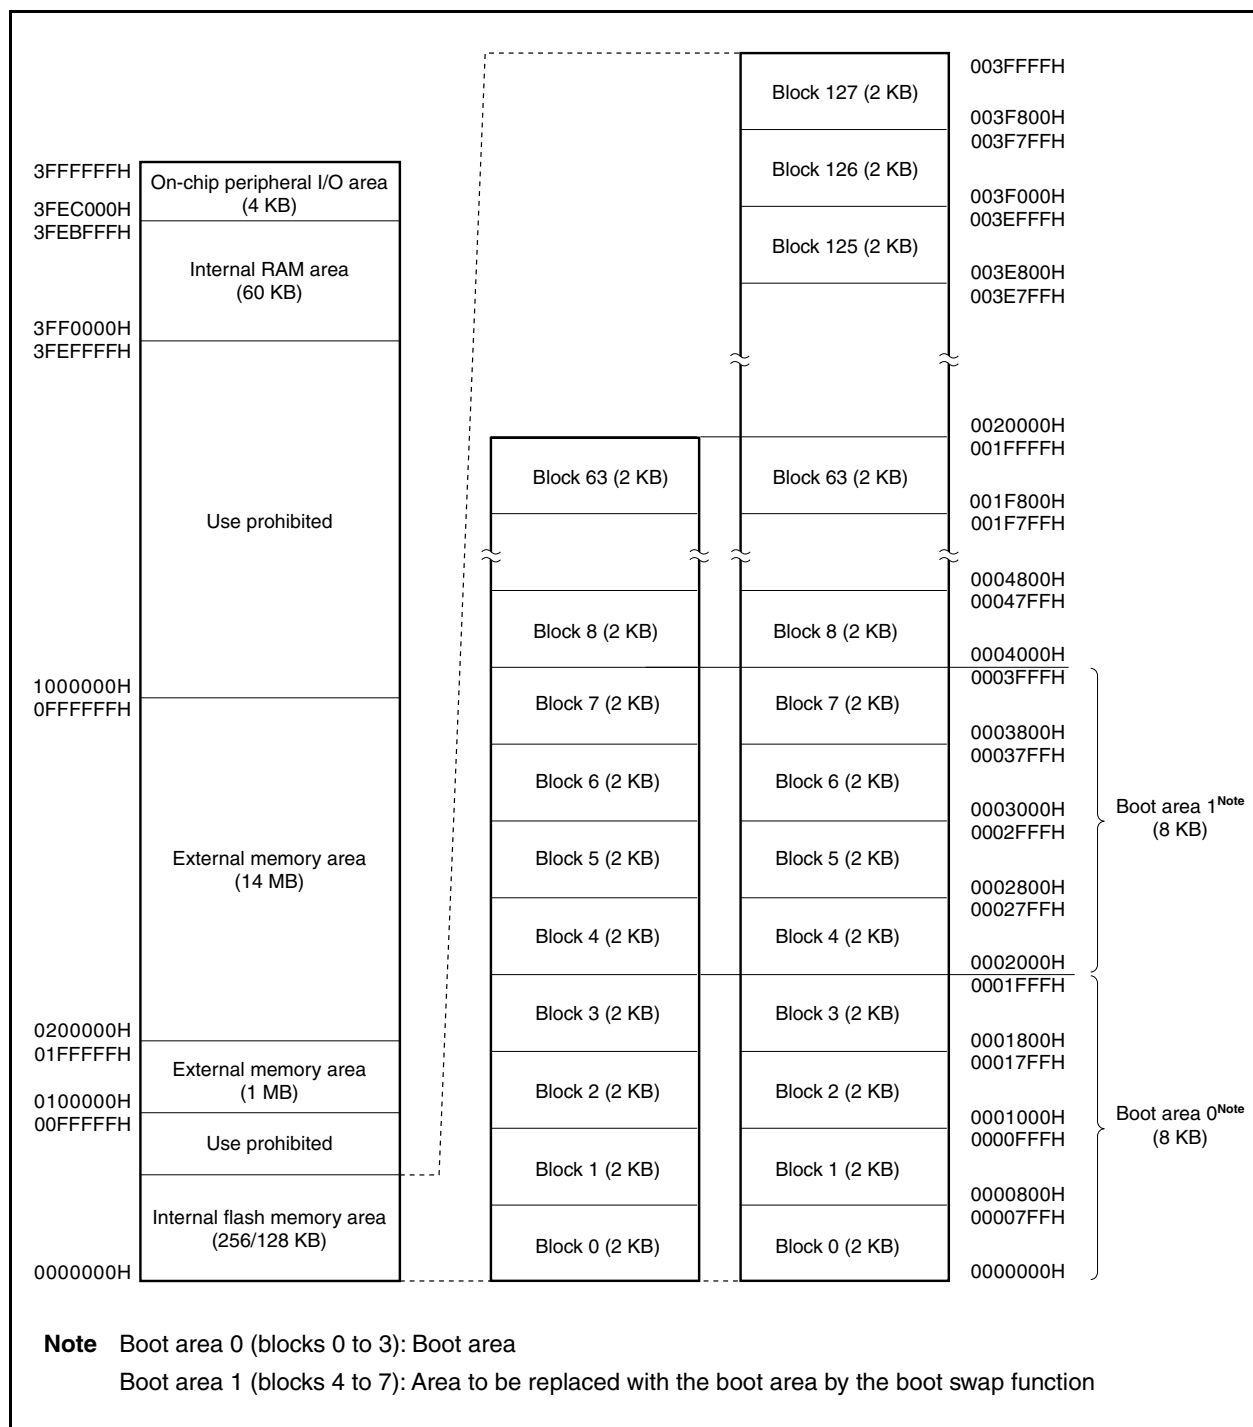 3FFFFFFH
On-chip peripheral I/O area
(4 KB)
3FEC000H
3FEBFFFH
Internal RAM area
(60 KB)
3FF0000H
3FEFFFFH
Use prohibited
1000000H
0FFFFFFH
External memory area
(14 MB)
0200000H
01FFFFFH
External memory area
(1 MB)
0100000H
00FFFFFH
Use prohibited
Internal flash memory area
(256/128 KB)
0000000H
Block 63 (2 KB)
Block 8 (2 KB)
Block 7 (2 KB)
Block 6 (2 KB)
Block 5 (2 KB)
Block 4 (2 KB)
Block 3 (2 KB)
Block 2 (2 KB)
Block 1 (2 KB)
Block 0 (2 KB)
Block 127 (2 KB)
Block 126 (2 KB)
Block 125 (2 KB)
Block 63 (2 KB)
Block 8 (2 KB)
Block 7 (2 KB)
Block 6 (2 KB)
Block 5 (2 KB)
Block 4 (2 KB)
Block 3 (2 KB)
Block 2 (2 KB)
Block 1 (2 KB)
Block 0 (2 KB)
003FFFFH
003F800H
003F7FFH
003F000H
003EFFFH
003E800H
003E7FFH
0020000H
001FFFFH
001F800H
001F7FFH
0004800H
00047FFH
0004000H
0003FFFH
0003800H
00037FFH
0003000H
0002FFFH
0002800H
00027FFH
0002000H
0001FFFH
0001800H
00017FFH
0001000H
0000FFFH
0000800H
00007FFH
0000000H
Boot area 1Note
(8 KB)
Boot area 0Note
(8 KB)
Note Boot area 0 (blocks 0 to 3): Boot area
Boot area 1 (blocks 4 to 7): Area to be replaced with the boot area by the boot swap function